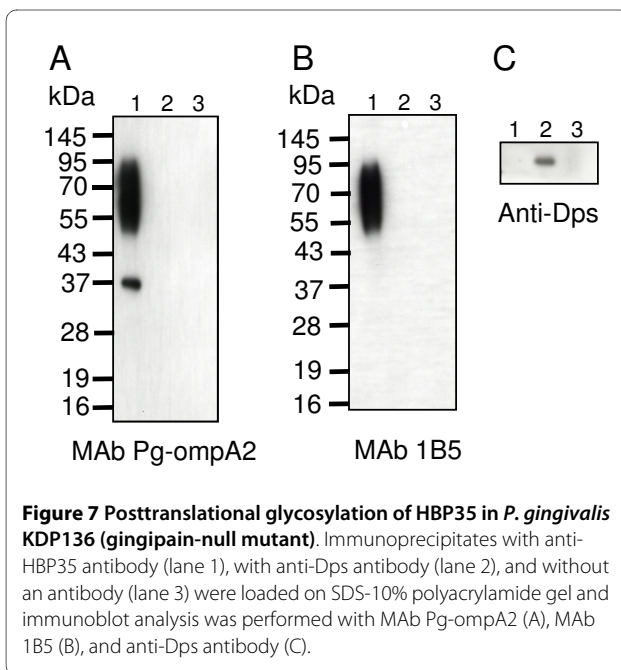 A
kDa
1 2 3
145
95
70
55
43
37
28
19
16
MAb Pg-ompA2
B
kDa
1 2 3
145
95
70
55
43
37
28
19
16
MAb 1B5
C
1 2 3
Anti-Dps
Figure 7 Posttranslational glycosylation of HBP35 in P. gingivalis
KDP136 (gingipain-null mutant). Immunoprecipitates with anti-
HBP35 antibody (lane 1), with anti-Dps antibody (lane 2), and without
an antibody (lane 3) were loaded on SDS-10% polyacrylamide gel and
immunoblot analysis was performed with MAb Pg-ompA2 (A), MAb
1B5 (B), and anti-Dps antibody (C).